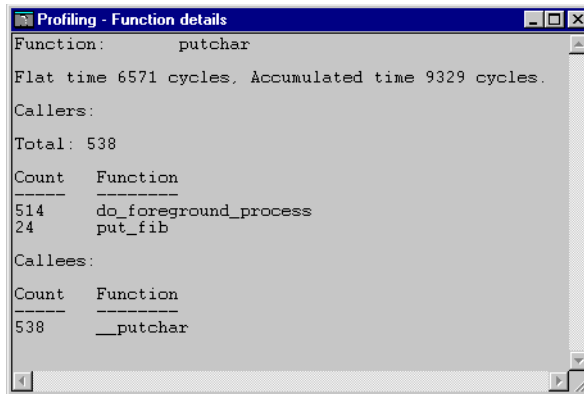 Profiling - Function details
Function: putchar
Flat time 6571 cycles, Accumulated time 9329 cycles.
Callers:
Total: 538
Count Function
----- --------
514 do_foreground_process
24 put_fib
Callees:
Count Function
----- --------
538 __putchar